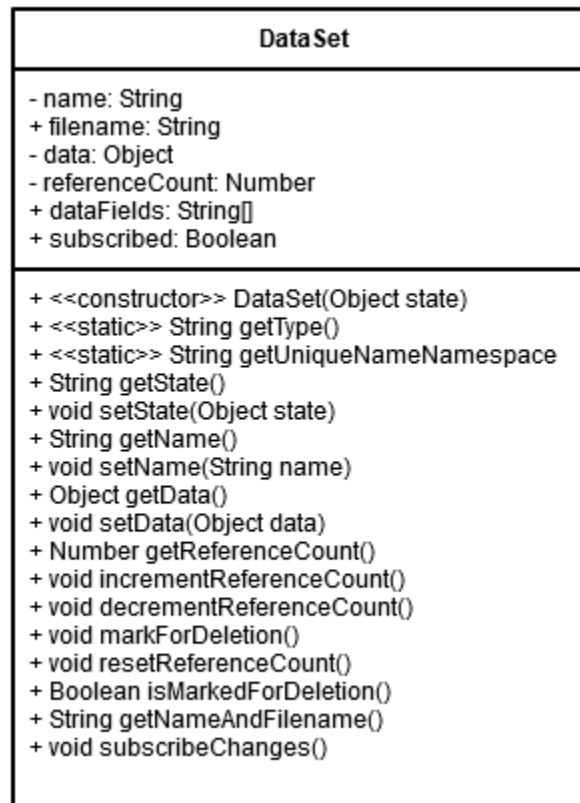 DataSet
- name: String
+ filename: String
- data: Object
- referenceCount: Number
+ dataFields: String[]
+ subscribed: Boolean
+ <<constructor>> DataSet(Object state)
+ <<static>> String getType()
+ <<static>> String getUniqueNameNamespace
+ String getState()
+ void setState(Object state)
+ String getName()
+ void setName(String name)
+ Object getData()
+ void setData(Object data)
+ Number getReferenceCount()
+ void incrementReferenceCount()
+ void decrementReferenceCount()
+ void markForDeletion()
+ void resetReferenceCount()
+ Boolean isMarkedForDeletion()
+ String getNameAndFilename()
+ void subscribeChanges()